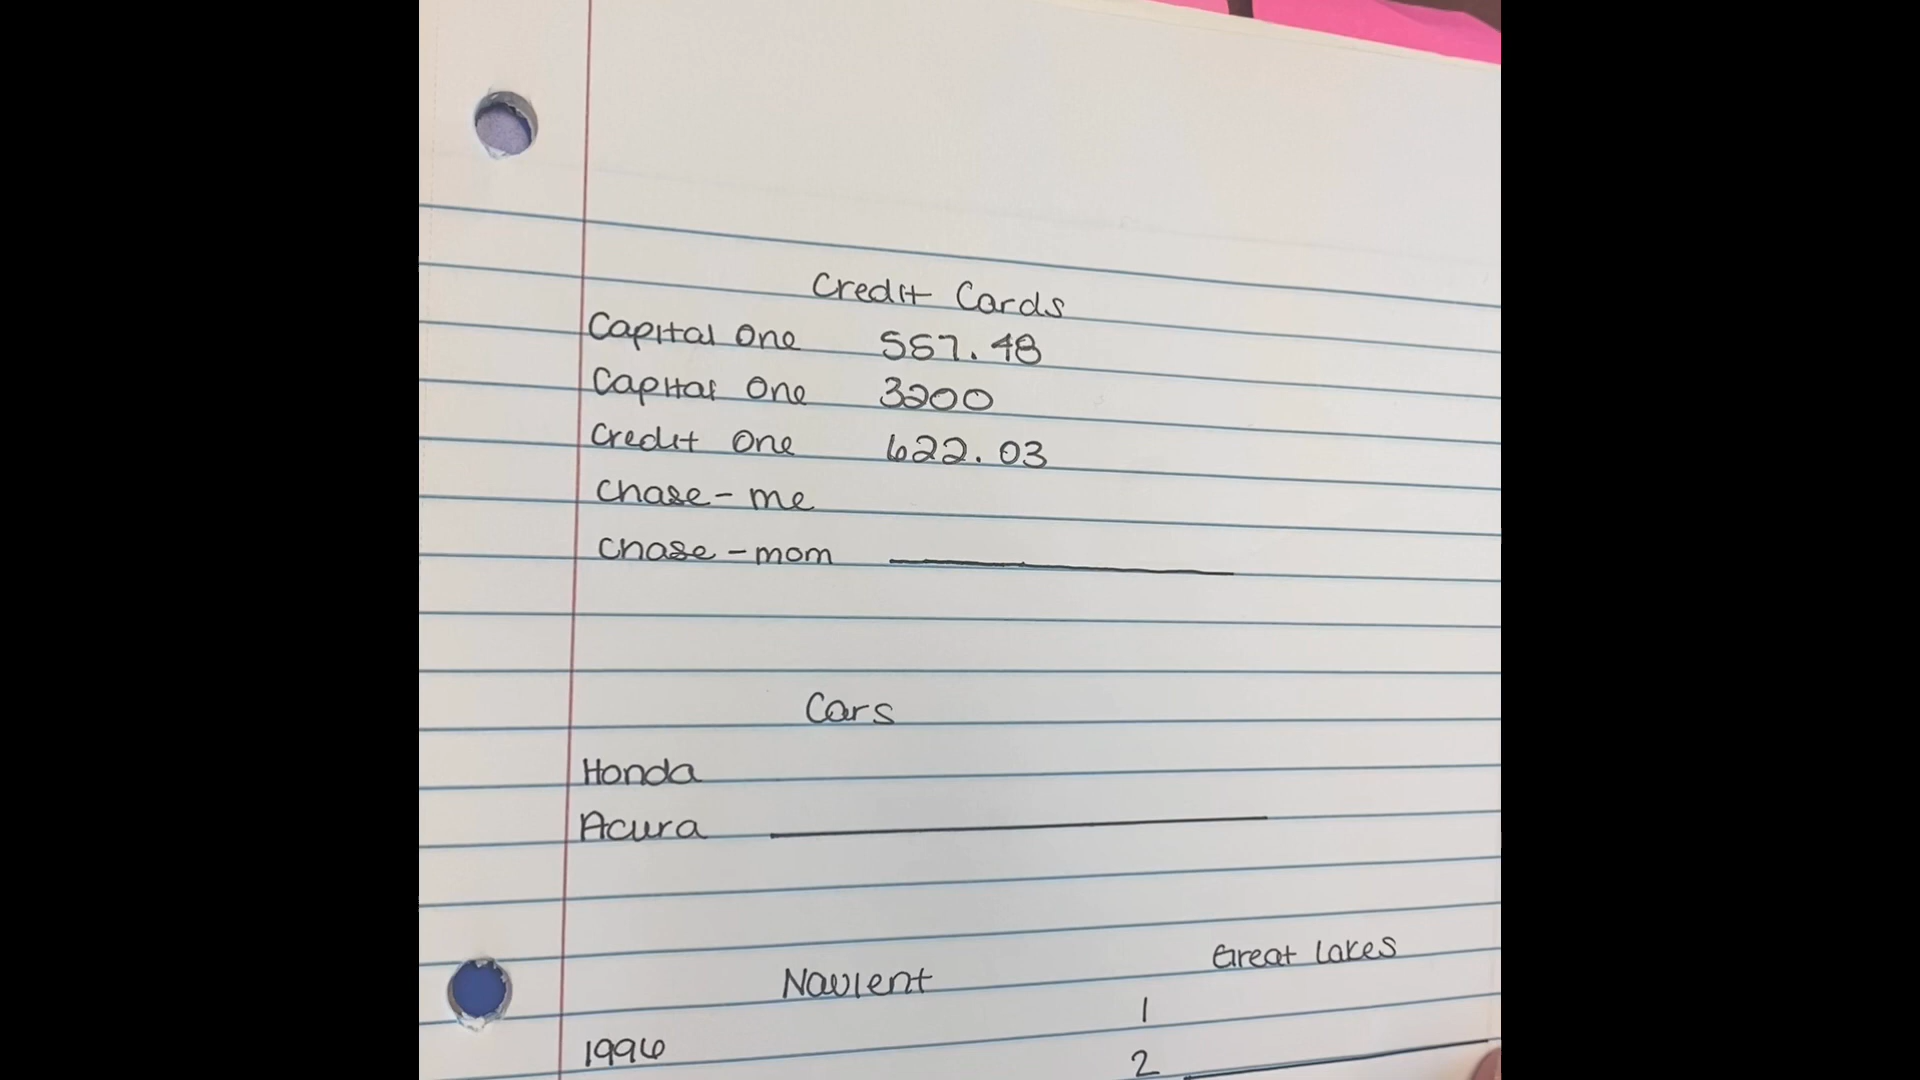 Credit Cards
Capital One 557.48
Capital One 3200
Credit One 622.03
Chase - me
Chase - mom
Cars
Honda
Acura
Navient
Great Lakes
1
1996
2